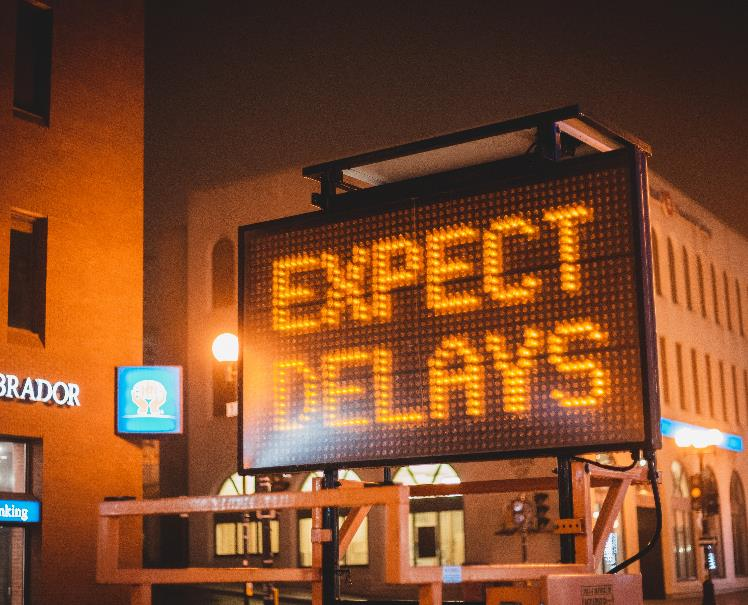 EXPECT
DELAYS
BRADOR
nking